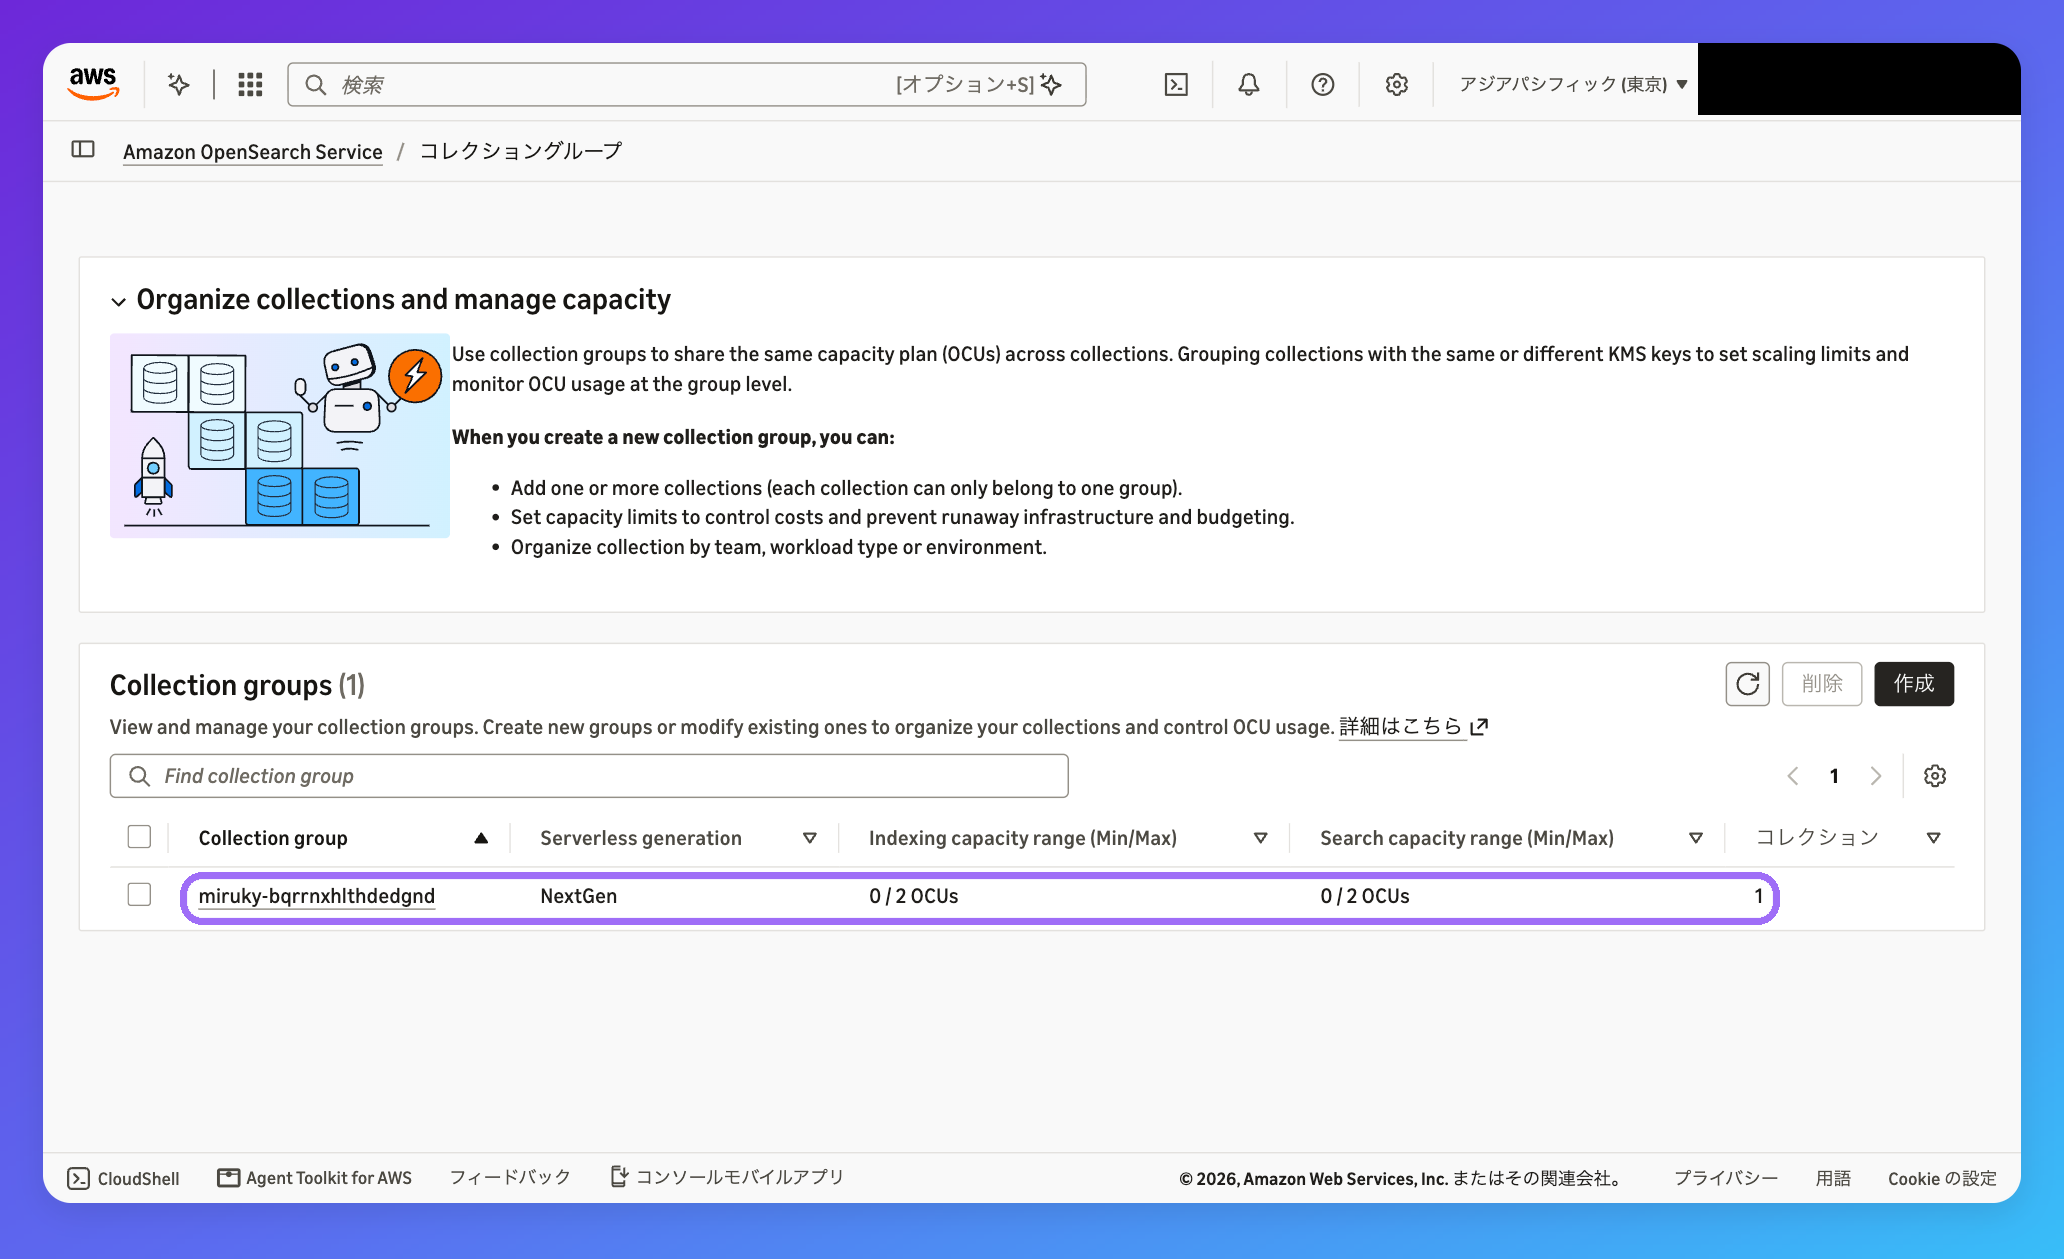 aws
検索 [オプション+S]
アジアパシフィック (東京) ▼
Amazon OpenSearch Service / コレクショングループ
Organize collections and manage capacity
Use collection groups to share the same capacity plan (OCUs) across collections. Grouping collections with the same or different KMS keys to set scaling limits and
monitor OCU usage at the group level.
When you create a new collection group, you can:
• Add one or more collections (each collection can only belong to one group).
• Set capacity limits to control costs and prevent runaway infrastructure and budgeting.
• Organize collection by team, workload type or environment.
Collection groups (1)
削除
作成
View and manage your collection groups. Create new groups or modify existing ones to organize your collections and control OCU usage. 詳細はこちら
Find collection group
1
Collection group Serverless generation Indexing capacity range (Min/Max) Search capacity range (Min/Max) コレクション
miruky-bqrrnxhlthdedgnd NextGen 0 / 2 OCUs 0 / 2 OCUs 1
CloudShell Agent Toolkit for AWS フィードバック コンソールモバイルアプリ © 2026, Amazon Web Services, Inc. またはその関連会社。 プライバシー 用語 Cookie の設定